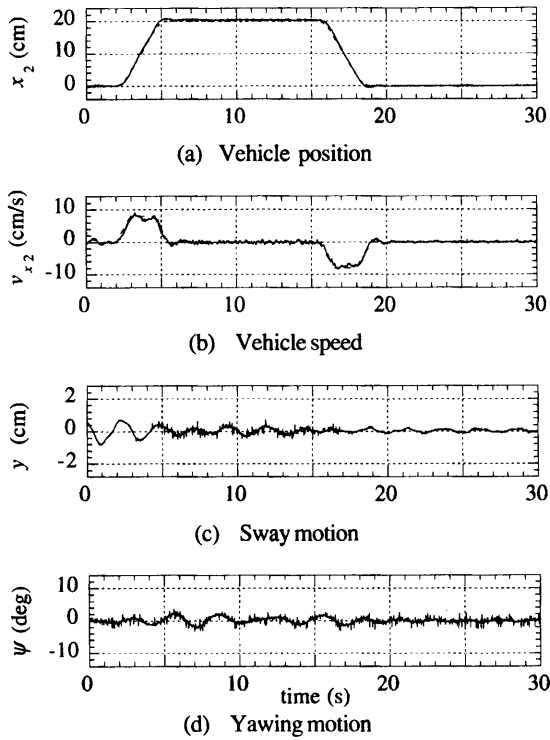 20
10
0
x₂ (cm)
0 10 20 30
(a) Vehicle position
10
0
-10
vₓ₂ (cm/s)
0 10 20 30
(b) Vehicle speed
2
0
-2
y (cm)
0 10 20 30
(c) Sway motion
10
0
-10
ψ (deg)
0 10 20 30
time (s)
(d) Yawing motion